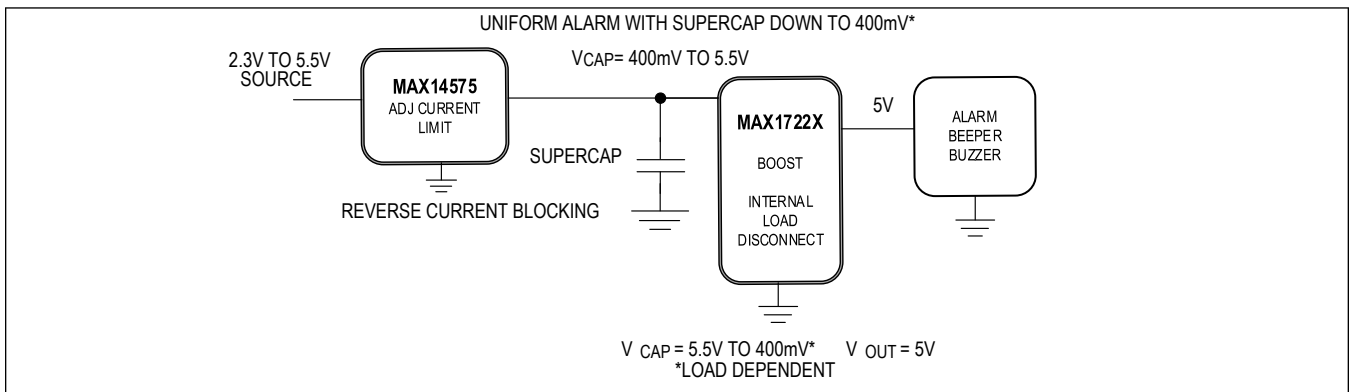 UNIFORM ALARM WITH SUPERCAP DOWN TO 400mV*
2.3V TO 5.5V
SOURCE
MAX14575
ADJ CURRENT
LIMIT
REVERSE CURRENT BLOCKING
VCAP= 400mV TO 5.5V
SUPERCAP
MAX1722X
BOOST
INTERNAL
LOAD
DISCONNECT
5V
ALARM
BEEPER
BUZZER
V CAP = 5.5V TO 400mV* V OUT = 5V
*LOAD DEPENDENT